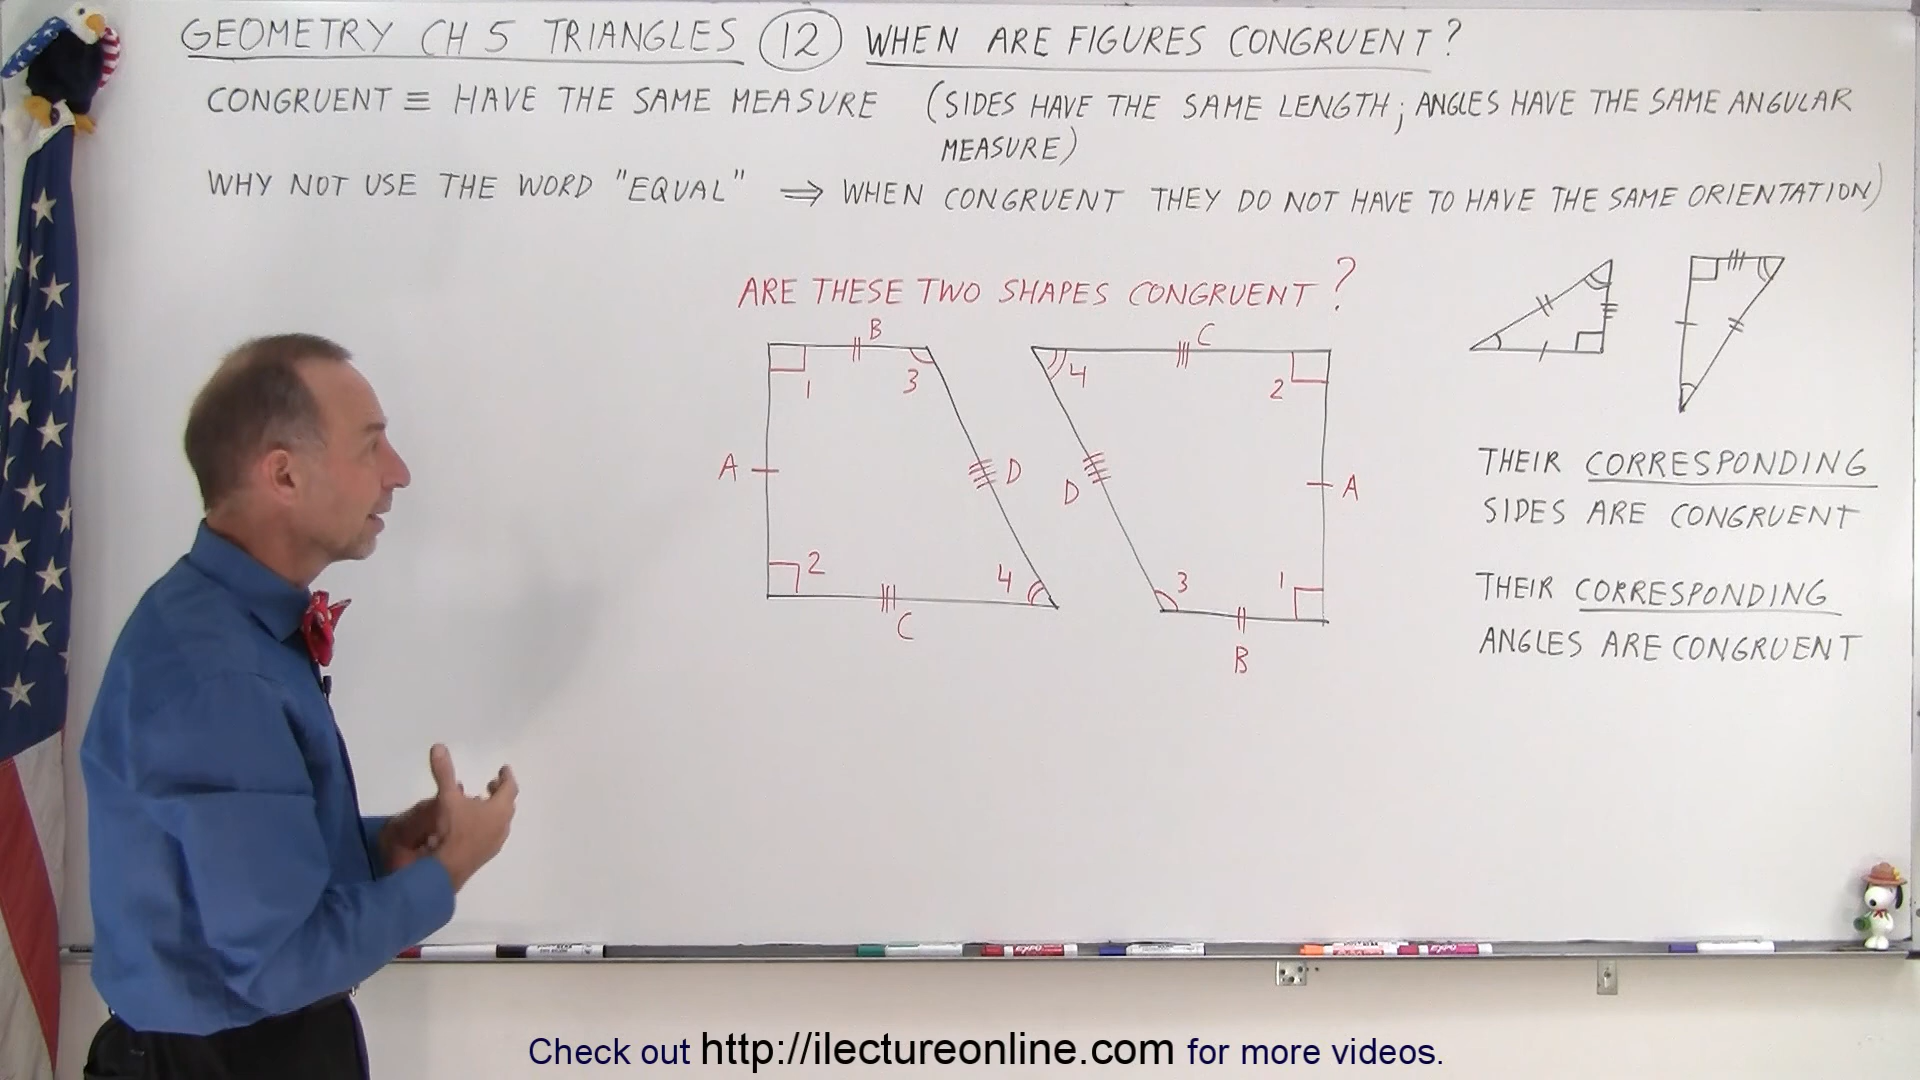 GEOMETRY CH 5 TRIANGLES 12 WHEN ARE FIGURES CONGRUENT?
CONGRUENT ≡ HAVE THE SAME MEASURE (SIDES HAVE THE SAME LENGTH; ANGLES HAVE THE SAME ANGULAR
MEASURE)
WHY NOT USE THE WORD "EQUAL" ⇒ WHEN CONGRUENT THEY DO NOT HAVE TO HAVE THE SAME ORIENTATION)
ARE THESE TWO SHAPES CONGRUENT?
B C
1 3 4 2
A D D A
2 4 3 1
C B
THEIR CORRESPONDING
SIDES ARE CONGRUENT
THEIR CORRESPONDING
ANGLES ARE CONGRUENT
EXPO EXPO
Check out http://ilectureonline.com for more videos.